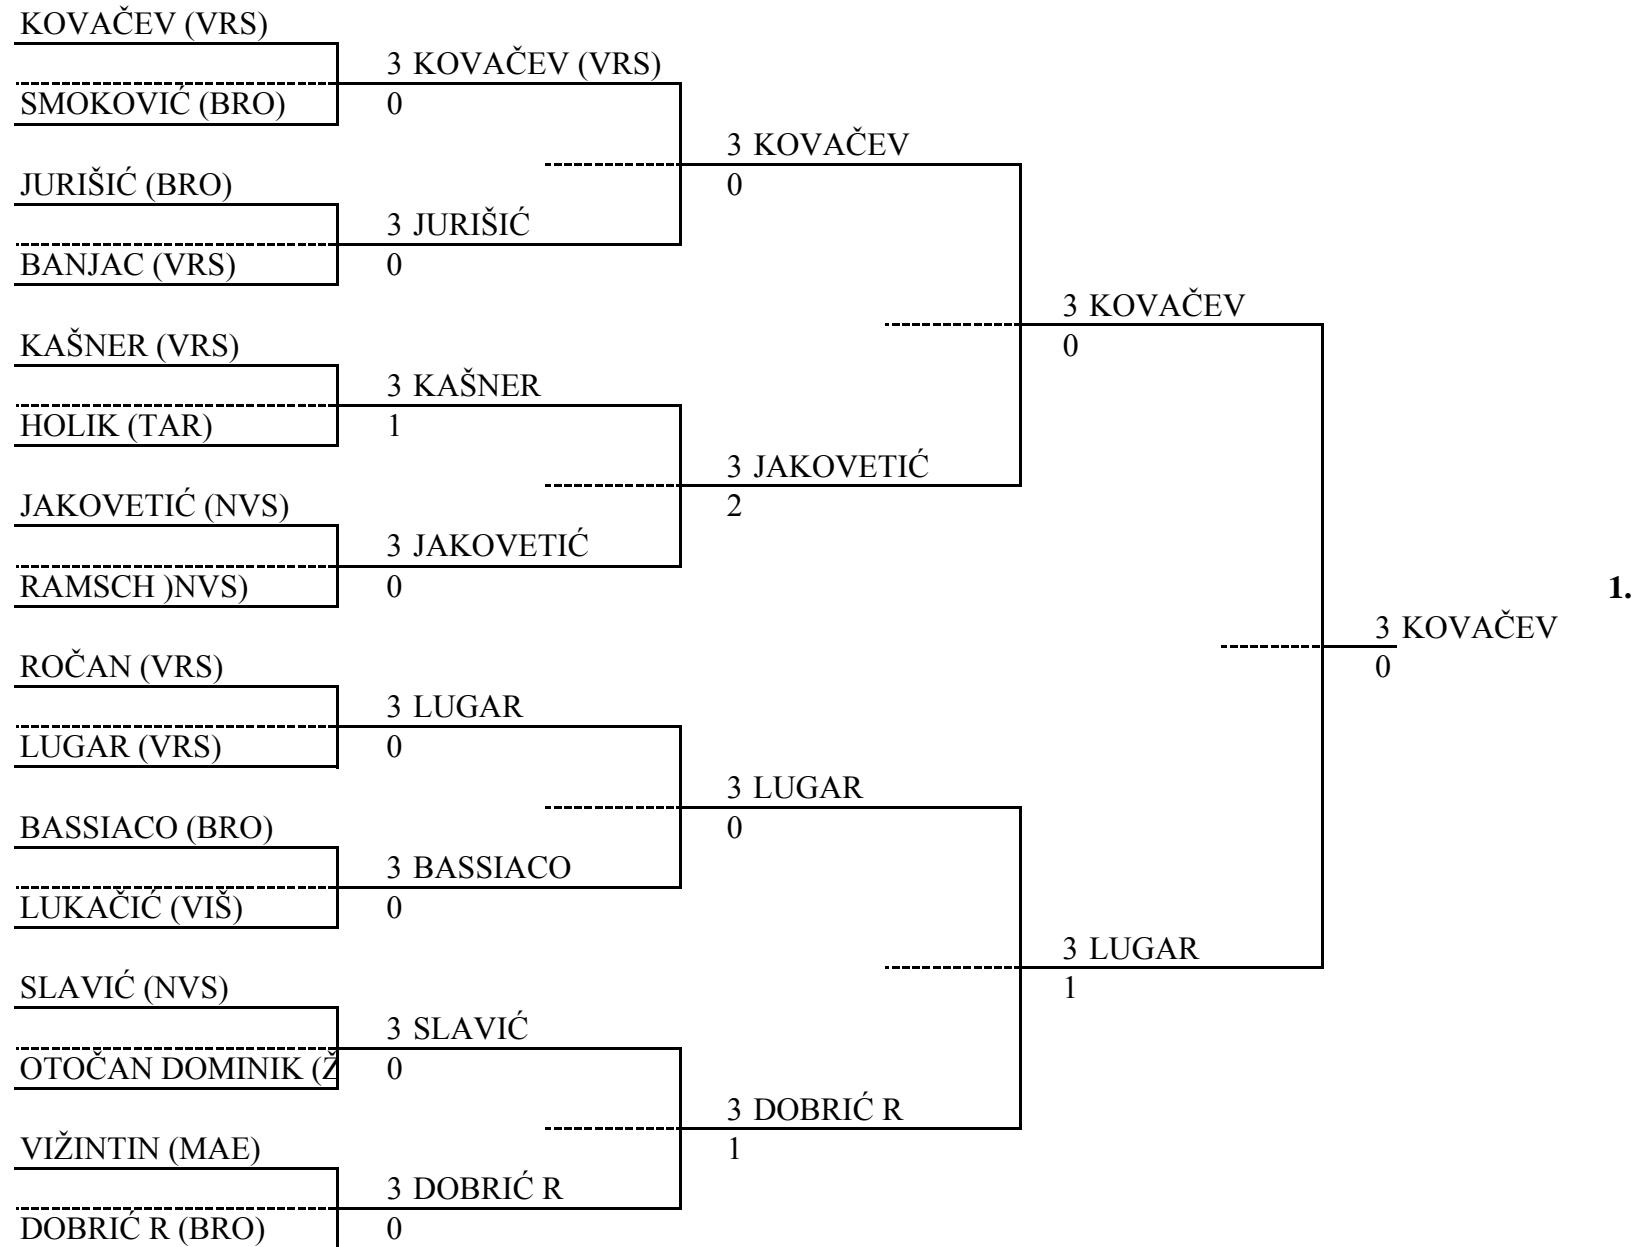 KOVAČEV (VRS)
3 KOVAČEV (VRS)
SMOKOVIĆ (BRO)
0
3 KOVAČEV
JURIŠIĆ (BRO)
0
3 JURIŠIĆ
BANJAC (VRS)
0
3 KOVAČEV
KAŠNER (VRS)
0
3 KAŠNER
HOLIK (TAR)
1
3 JAKOVETIĆ
JAKOVETIĆ (NVS)
2
3 JAKOVETIĆ
RAMSCH )NVS)
0
1.
3 KOVAČEV
ROČAN (VRS)
0
3 LUGAR
LUGAR (VRS)
0
3 LUGAR
BASSIACO (BRO)
0
3 BASSIACO
LUKAČIĆ (VIŠ)
0
3 LUGAR
SLAVIĆ (NVS)
1
3 SLAVIĆ
OTOČAN DOMINIK (Ž
0
3 DOBRIĆ R
VIŽINTIN (MAE)
1
3 DOBRIĆ R
DOBRIĆ R (BRO)
0